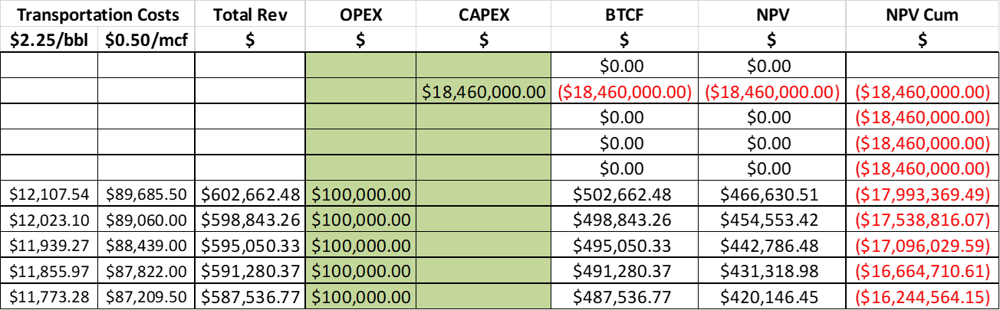 Transportation Costs Total Rev OPEX CAPEX BTCF NPV NPV Cum
$2.25/bbl $0.50/mcf $ $ $ $ $ $
$0.00 $0.00
$18,460,000.00 ($18,460,000.00) ($18,460,000.00) ($18,460,000.00)
$0.00 $0.00 ($18,460,000.00)
$0.00 $0.00 ($18,460,000.00)
$0.00 $0.00 ($18,460,000.00)
$12,107.54 $89,685.50 $602,662.48 $100,000.00 $502,662.48 $466,630.51 ($17,993,369.49)
$12,023.10 $89,060.00 $598,843.26 $100,000.00 $498,843.26 $454,553.42 ($17,538,816.07)
$11,939.27 $88,439.00 $595,050.33 $100,000.00 $495,050.33 $442,786.48 ($17,096,029.59)
$11,855.97 $87,822.00 $591,280.37 $100,000.00 $491,280.37 $431,318.98 ($16,664,710.61)
$11,773.28 $87,209.50 $587,536.77 $100,000.00 $487,536.77 $420,146.45 ($16,244,564.15)